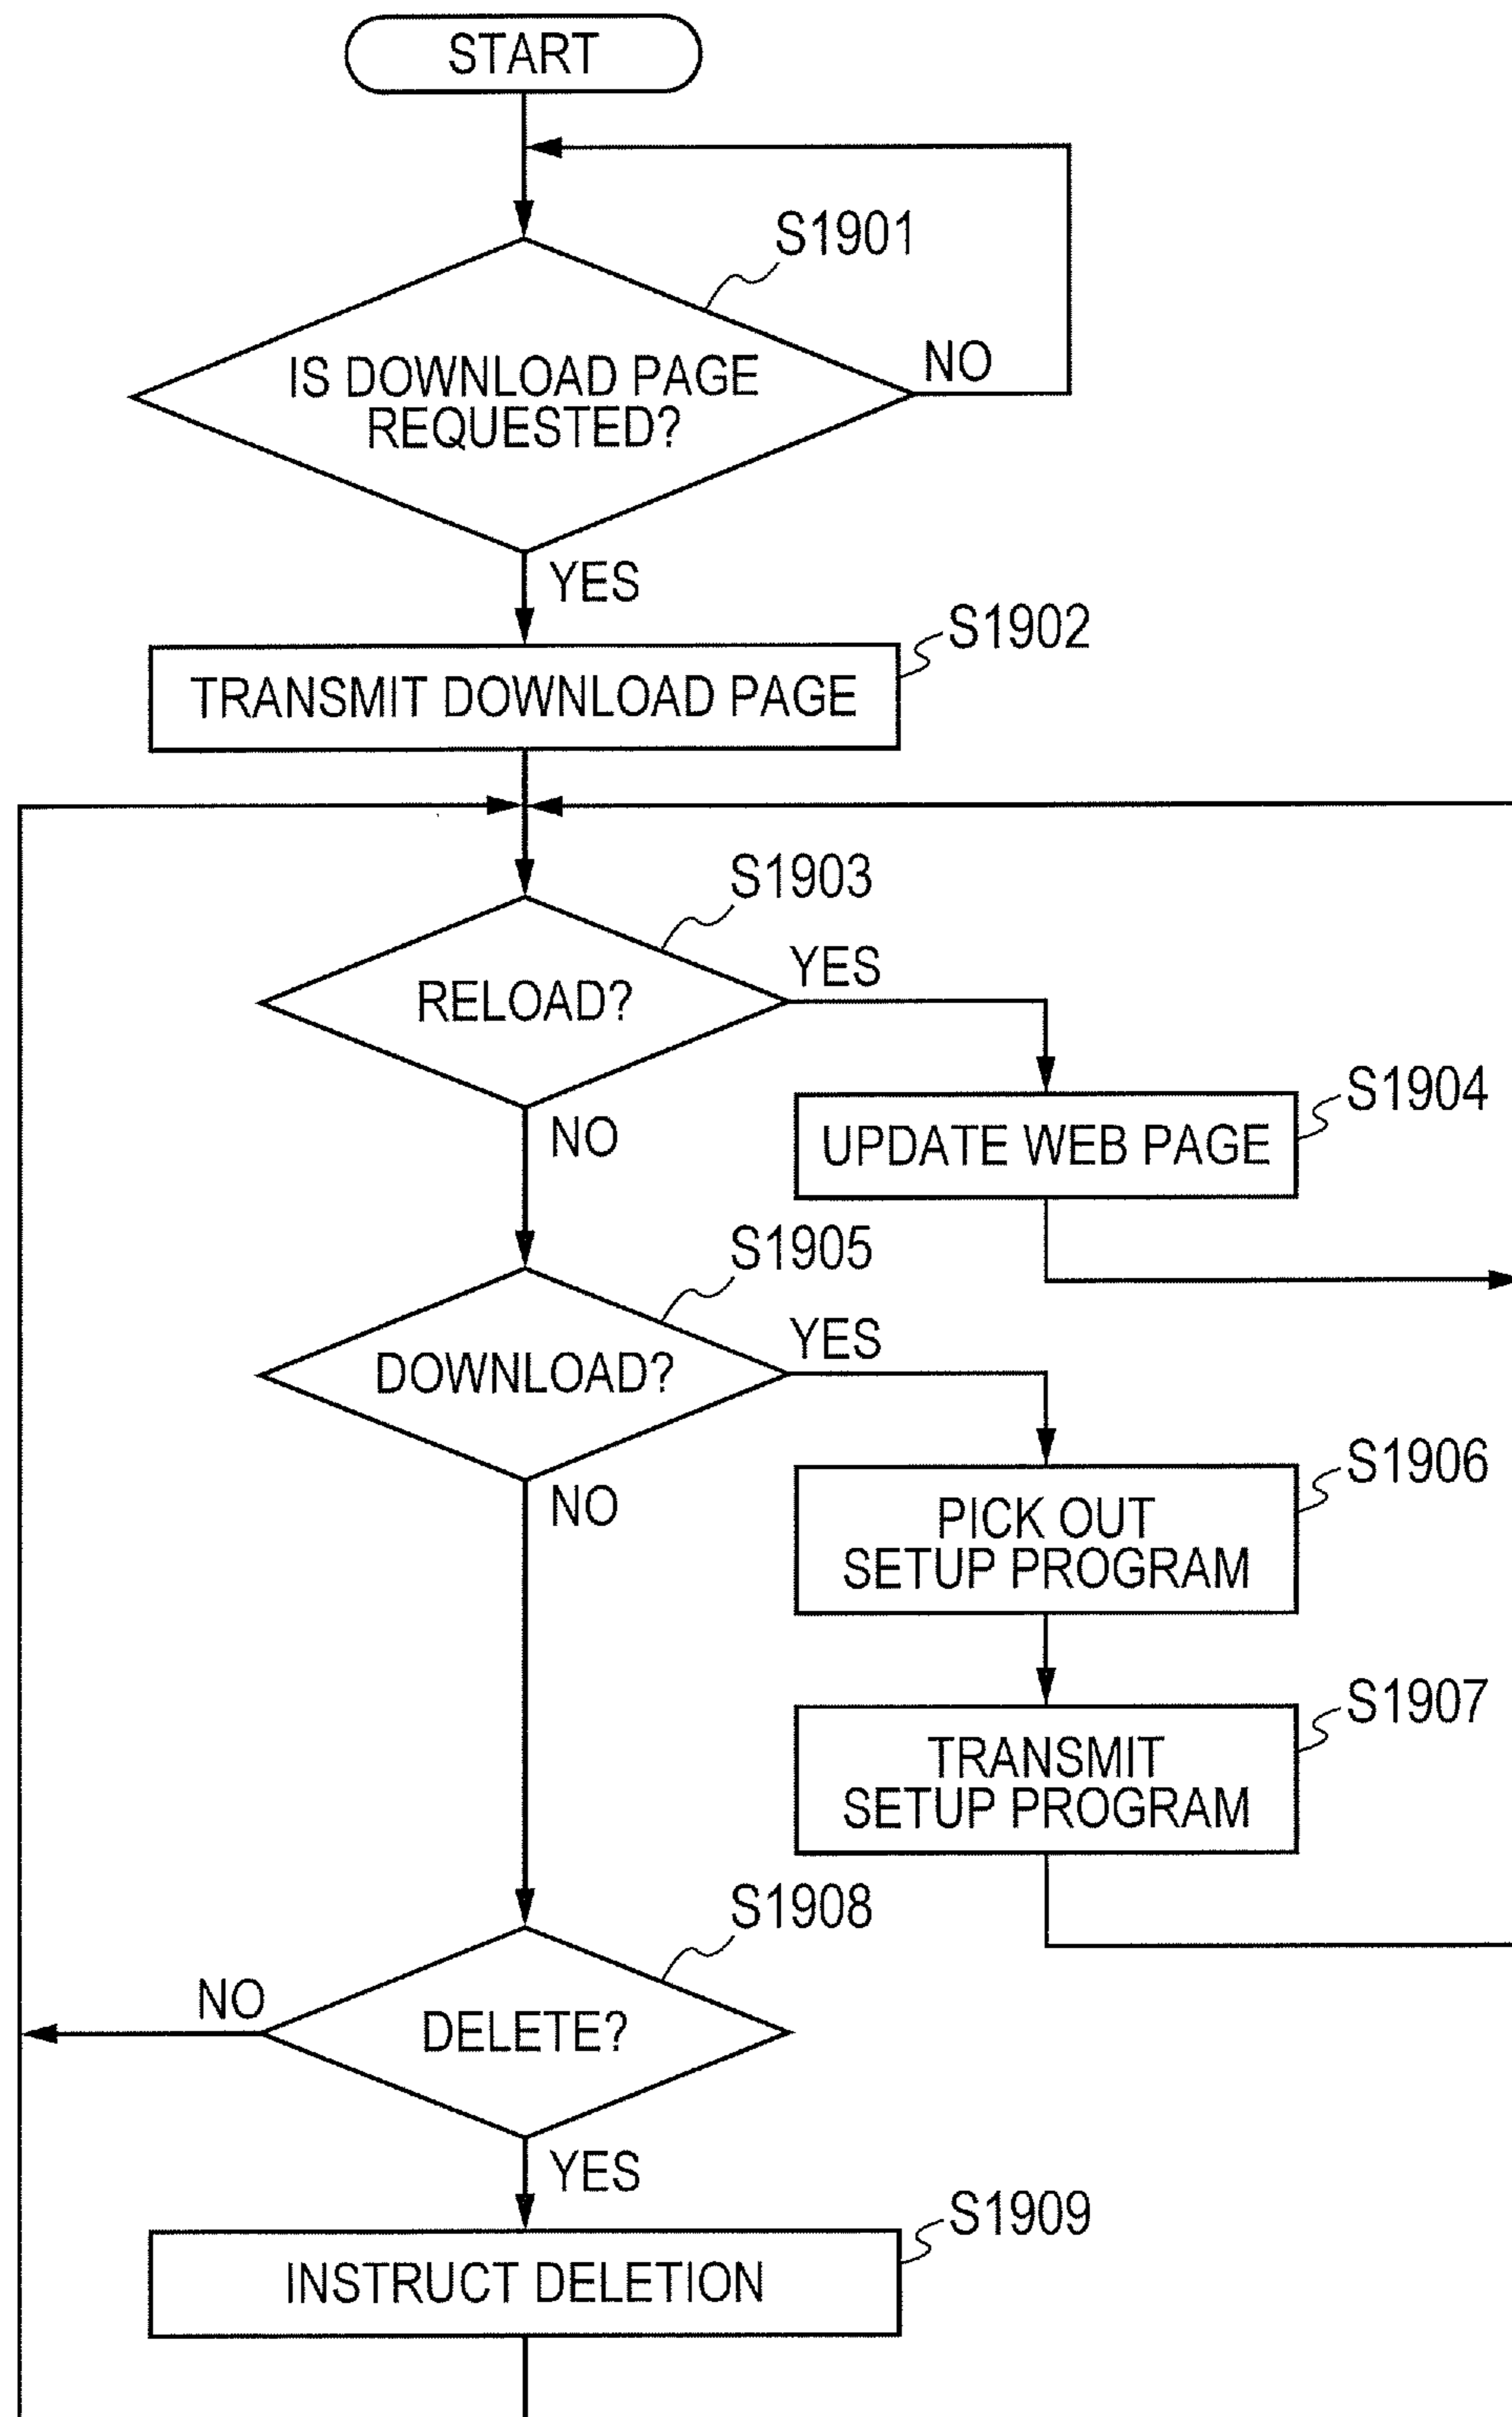 START
S1901
IS DOWNLOAD PAGE
REQUESTED?
NO
YES
S1902
TRANSMIT DOWNLOAD PAGE
S1903
RELOAD?
YES
NO
S1904
UPDATE WEB PAGE
S1905
DOWNLOAD?
YES
NO
S1906
PICK OUT
SETUP PROGRAM
S1907
TRANSMIT
SETUP PROGRAM
S1908
DELETE?
NO
YES
S1909
INSTRUCT DELETION